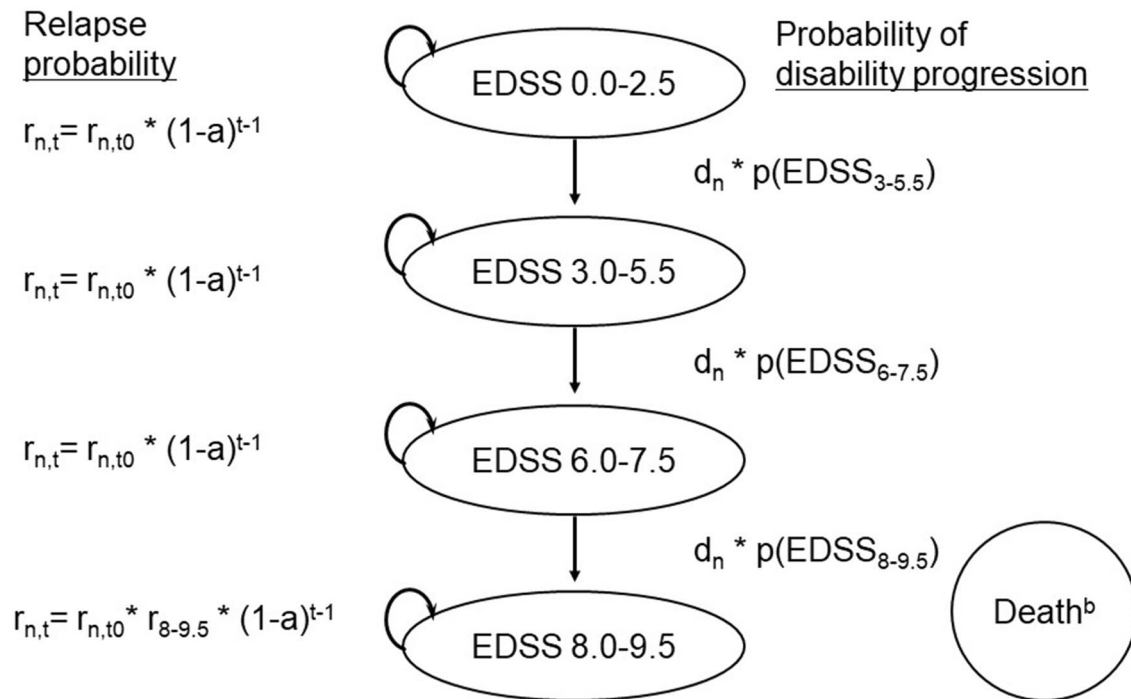 Relapse
probability
Probability of
disability progression
EDSS 0.0-2.5
rn,t= rn,t0 * (1-a)t-1
dn * p(EDSS3-5.5)
EDSS 3.0-5.5
rn,t= rn,t0 * (1-a)t-1
dn * p(EDSS6-7.5)
EDSS 6.0-7.5
rn,t= rn,t0 * (1-a)t-1
dn * p(EDSS8-9.5)
Deathb
rn,t= rn,t0* r8-9.5 * (1-a)t-1
EDSS 8.0-9.5